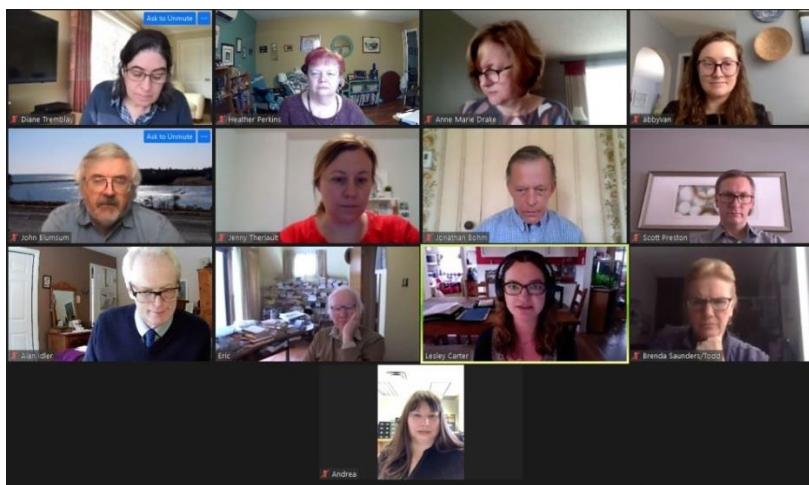 Ask to Unmute ...
Diane Tremblay
Heather Perkins
Anne Marie Drake
abbyvan
Ask to Unmute ...
John Blumsum
Jenny Theriault
Jonathan Bohm
Scott Preston
Alan Idler
Eric
Lesley Carter
Brenda Saunders/Todd
Andrea